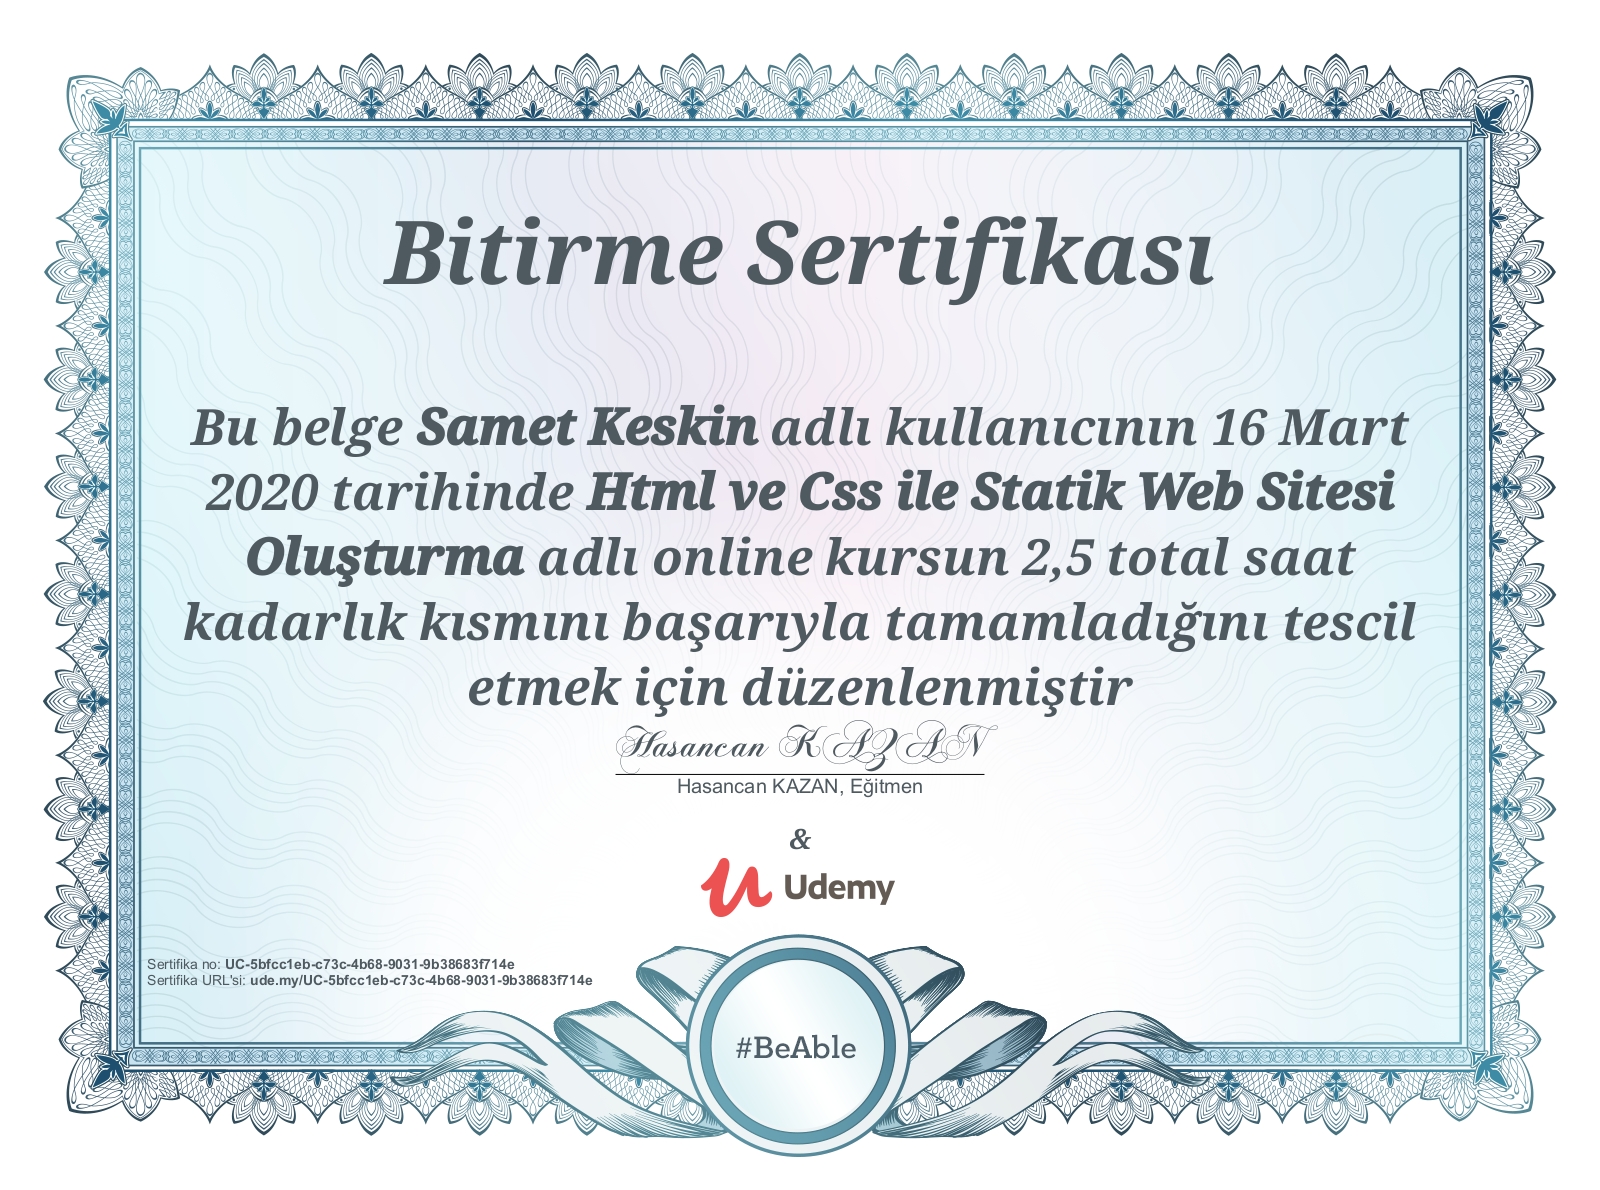 Bitirme Sertifikası
Bu belge Samet Keskin adlı kullanıcının 16 Mart
2020 tarihinde Html ve Css ile Statik Web Sitesi
Oluşturma adlı online kursun 2,5 total saat
kadarlık kısmını başarıyla tamamladığını tescil
etmek için düzenlenmiştir
Hasancan KAZAN
Hasancan KAZAN, Eğitmen
&
Udemy
Sertifika no: UC-5bfcc1eb-c73c-4b68-9031-9b38683f714e
Sertifika URL'si: ude.my/UC-5bfcc1eb-c73c-4b68-9031-9b38683f714e
#BeAble